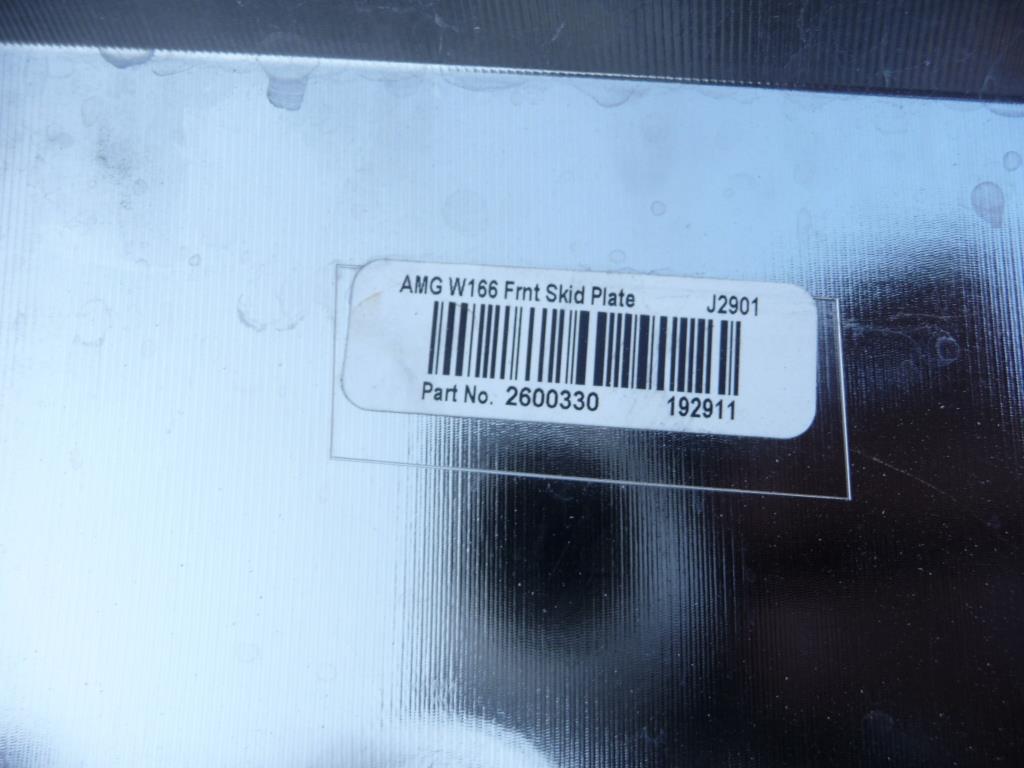 AMG W166 Frnt Skid Plate J2901
Part No. 2600330 192911